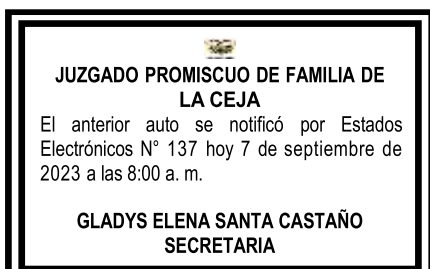 JUZGADO PROMISCUO DE FAMILIA DE
LA CEJA
El anterior auto se notificó por Estados
Electrónicos N° 137 hoy 7 de septiembre de
2023 a las 8:00 a. m.
GLADYS ELENA SANTA CASTAÑO
SECRETARIA